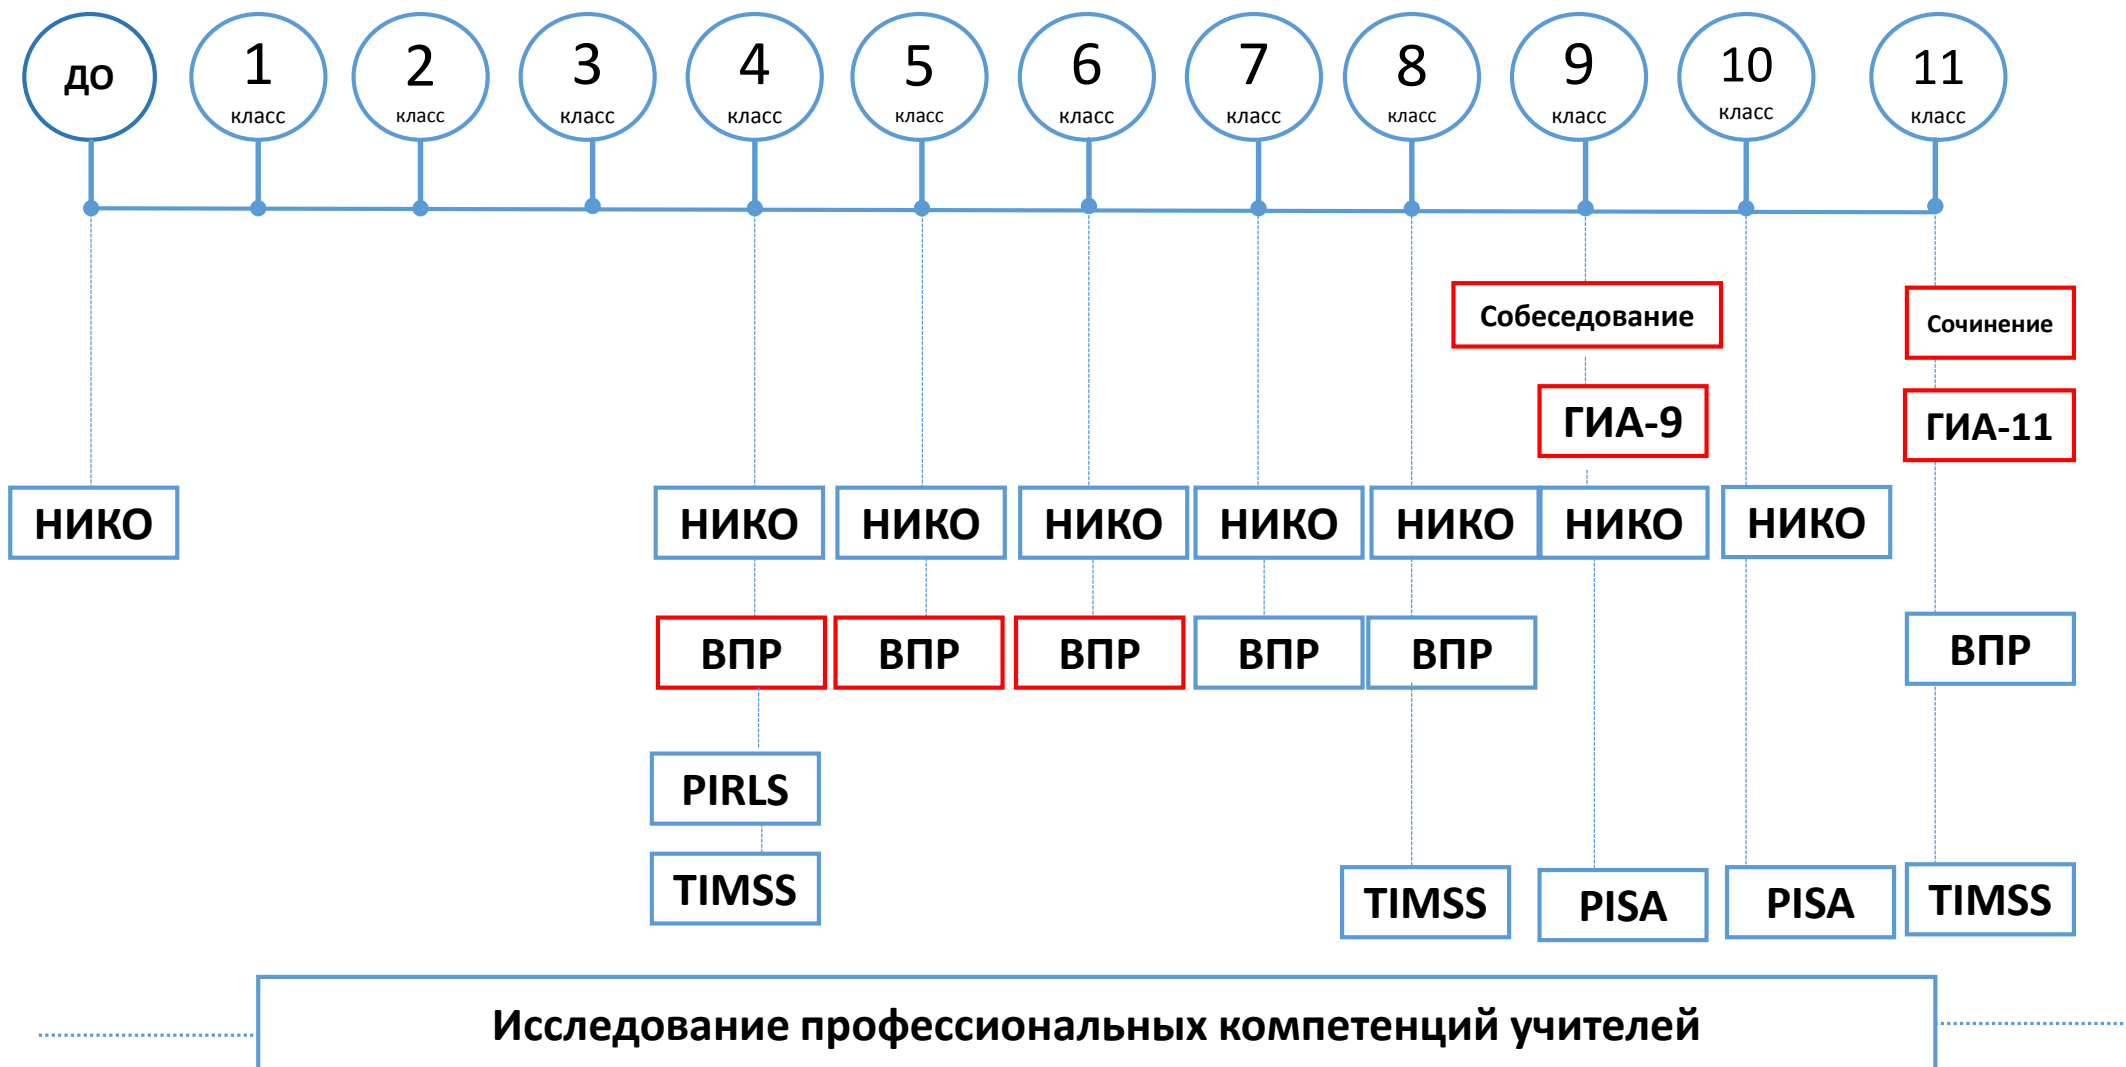 ДО
1
класс
2
класс
3
класс
4
класс
5
класс
6
класс
7
класс
8
класс
9
класс
10
класс
11
класс
Собеседование
Сочинение
ГИА-9
ГИА-11
НИКО
НИКО
НИКО
НИКО
НИКО
НИКО
НИКО
НИКО
ВПР
ВПР
ВПР
ВПР
ВПР
ВПР
PIRLS
TIMSS
TIMSS
PISA
PISA
TIMSS
Исследование профессиональных компетенций учителей